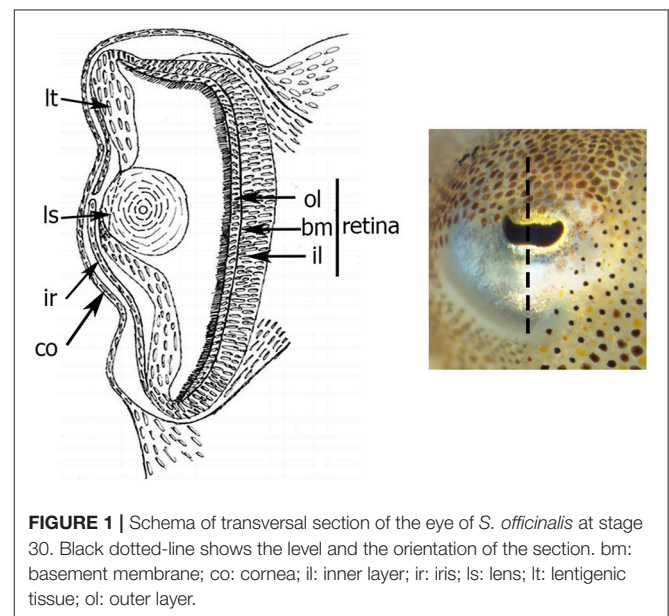 lt
ls
ir
co
ol
bm
il
retina
FIGURE 1 | Schema of transversal section of the eye of S. officinalis at stage
30. Black dotted-line shows the level and the orientation of the section. bm:
basement membrane; co: cornea; il: inner layer; ir: iris; ls: lens; lt: lentigenic
tissue; ol: outer layer.